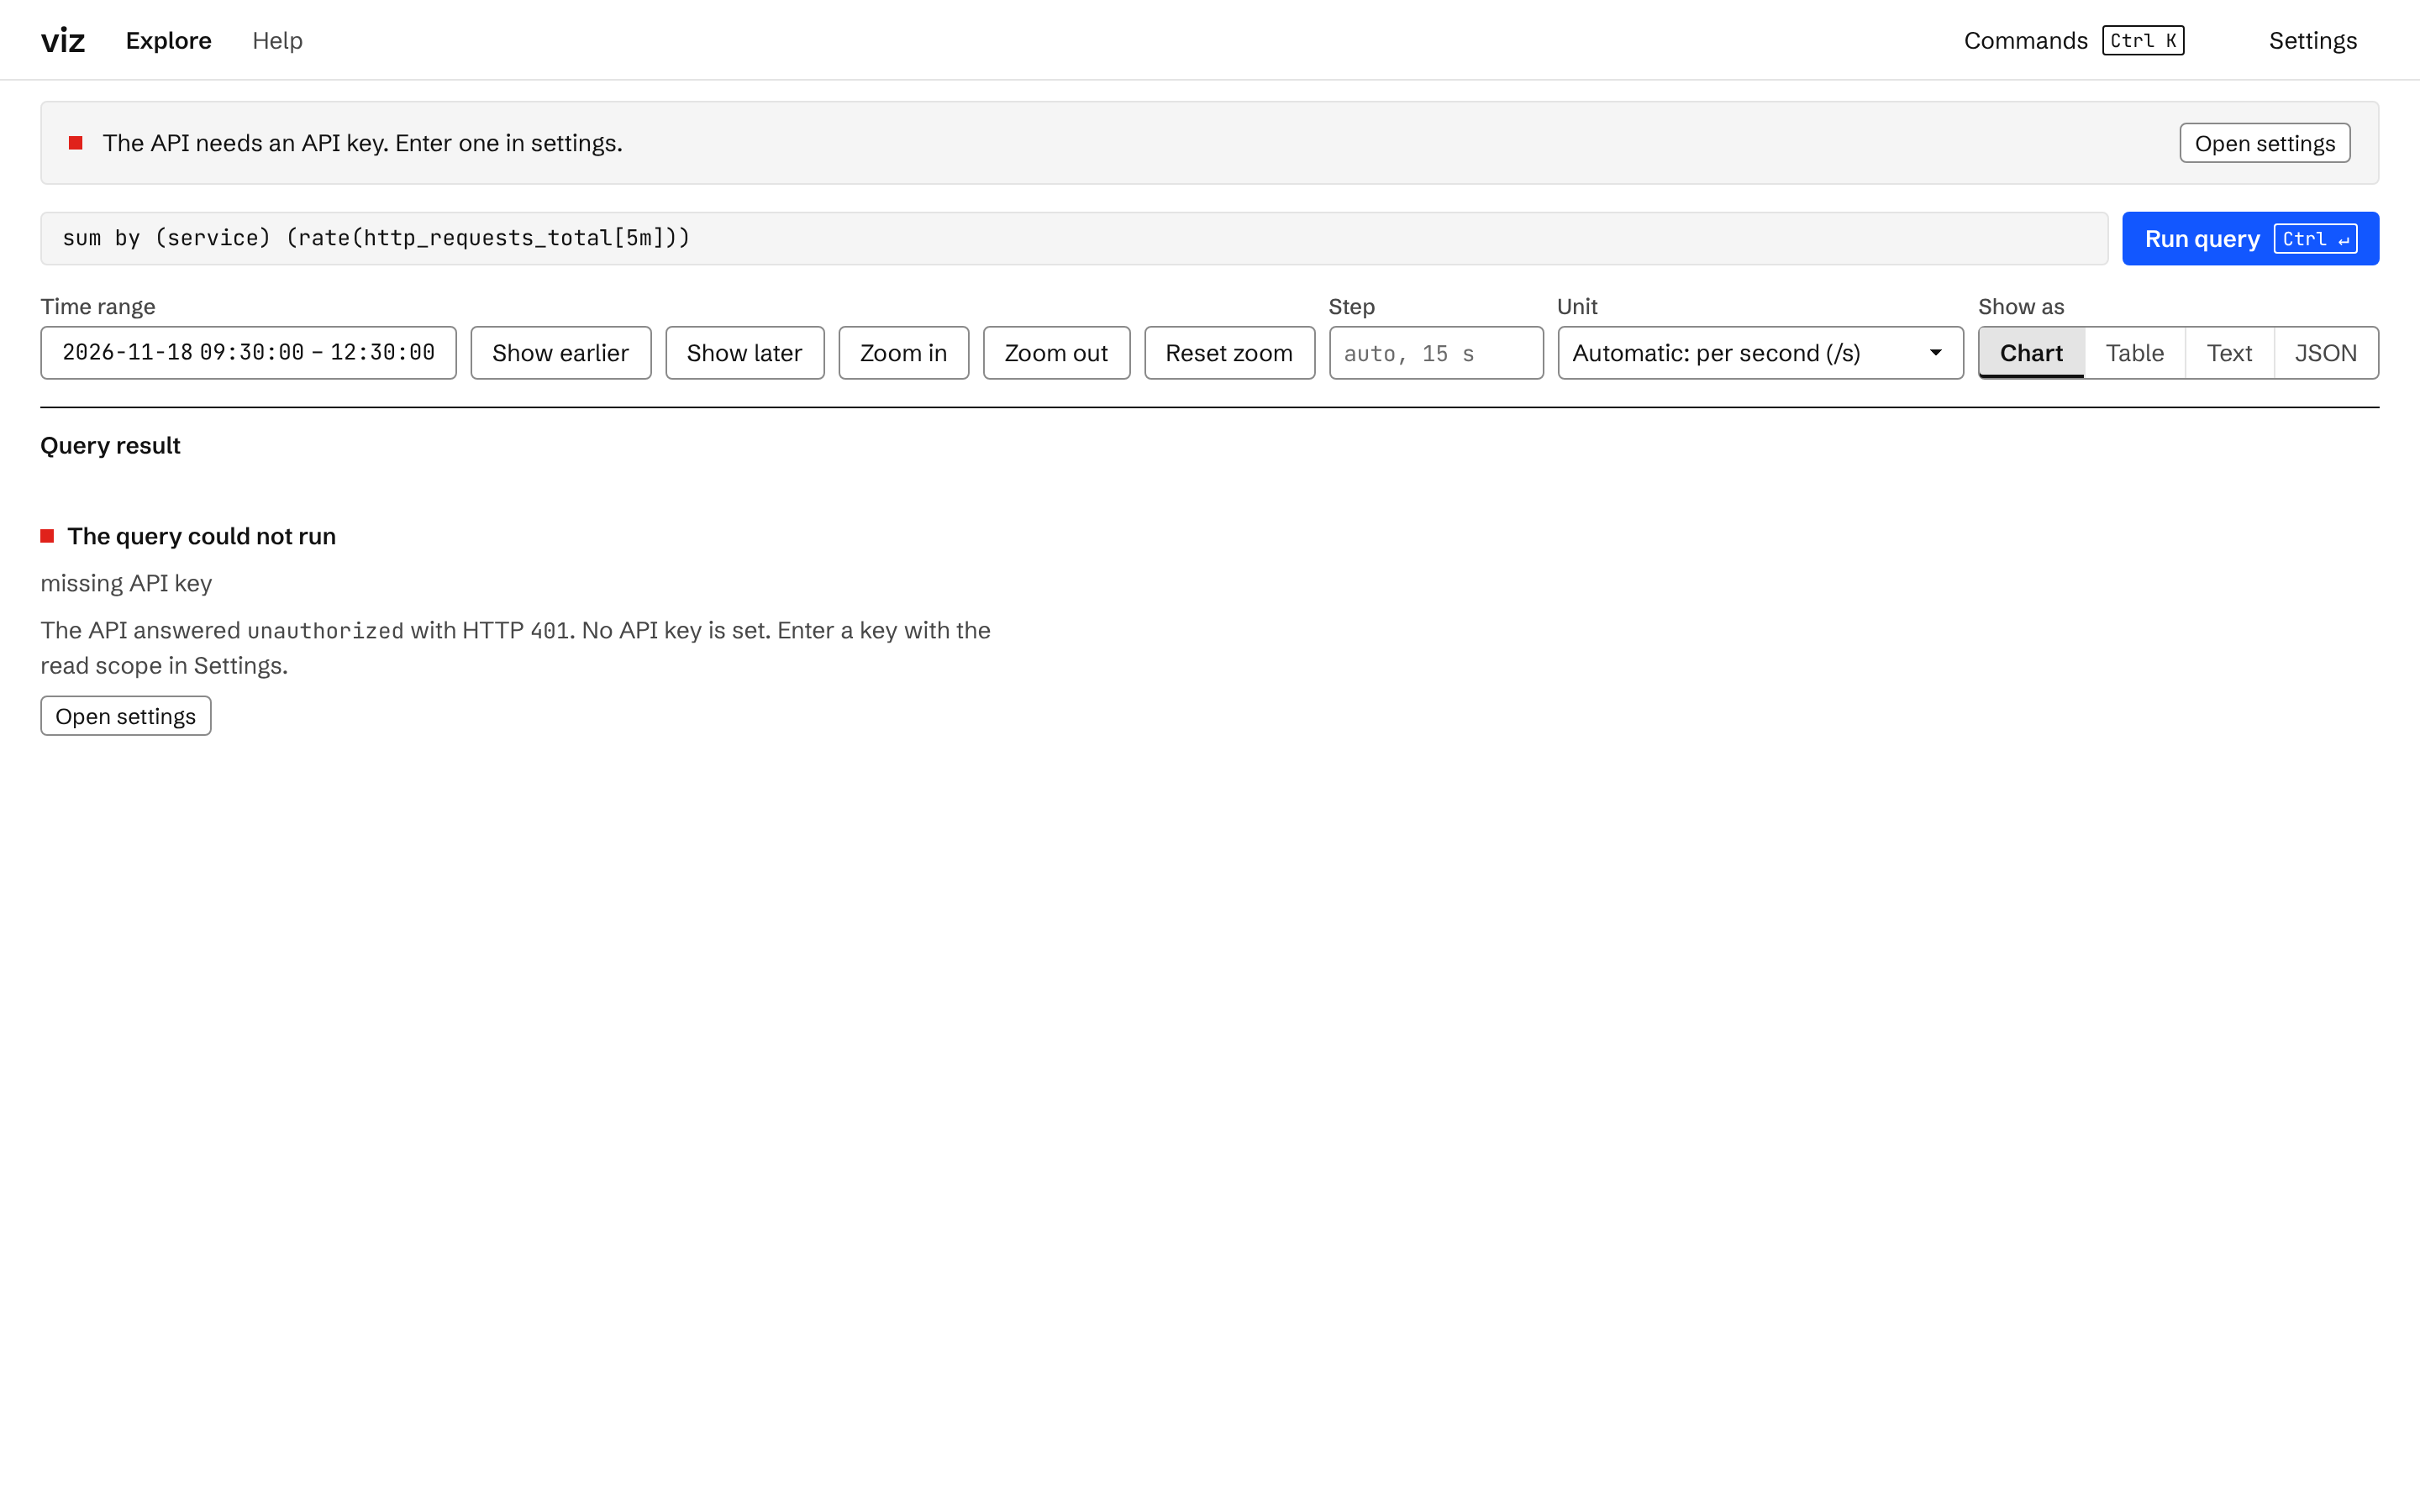 viz Explore Help Commands Ctrl K Settings
The API needs an API key. Enter one in settings. Open settings
sum by (service) (rate(http_requests_total[5m])) Run query Ctrl ↵
Time range Step Unit Show as
2026-11-18 09:30:00 – 12:30:00 Show earlier Show later Zoom in Zoom out Reset zoom auto, 15 s Automatic: per second (/s) Chart Table Text JSON
Query result
The query could not run
missing API key
The API answered unauthorized with HTTP 401. No API key is set. Enter a key with the
read scope in Settings.
Open settings